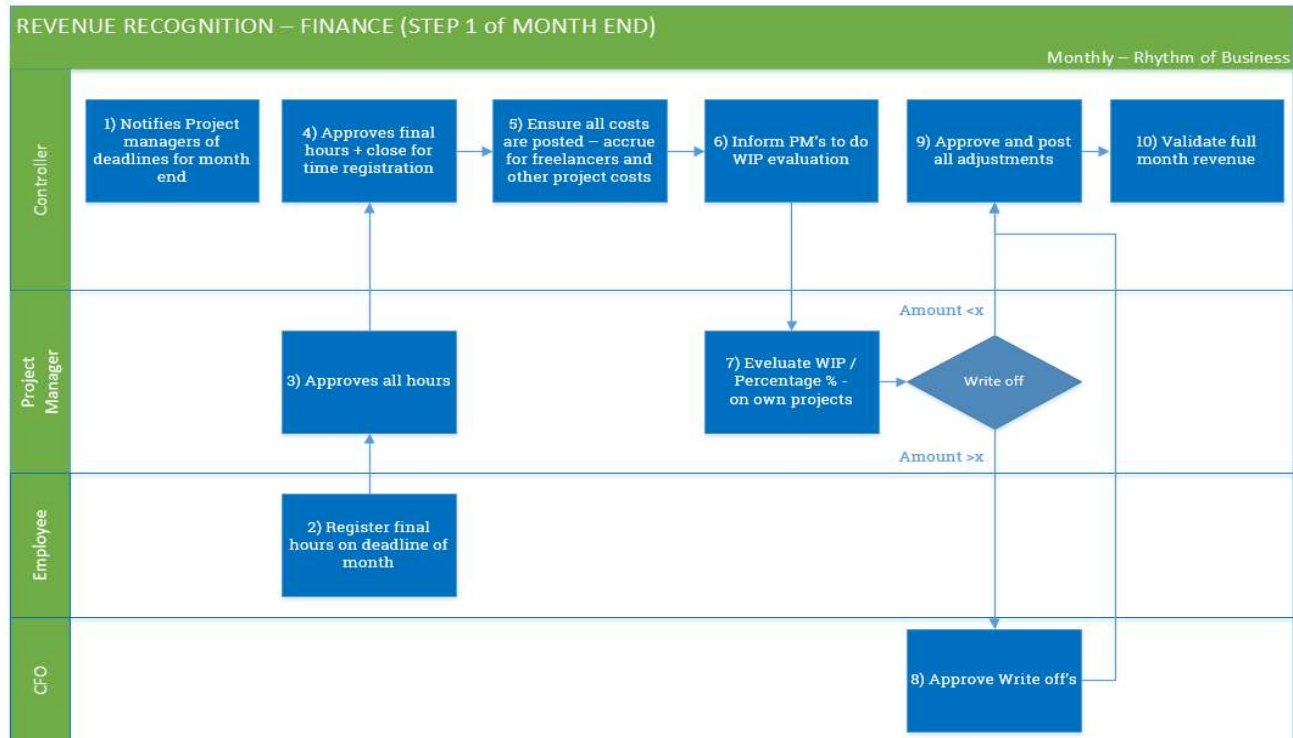 REVENUE RECOGNITION – FINANCE (STEP 1 of MONTH END)
Monthly – Rhythm of Business
Controller
1) Notifies Project
managers of
deadlines for month
end
4) Approves final
hours + close for
time registration
5) Ensure all costs
are posted – accrue
for freelancers and
other project costs
6) Inform PM's to do
WIP evaluation
9) Approve and post
all adjustments
10) Validate full
month revenue
Project
Manager
3) Approves all hours
7) Eveluate WIP /
Percentage % -
on own projects
Amount <x
Write off
Amount >x
Employee
2) Register final
hours on deadline of
month
CFO
8) Approve Write off's